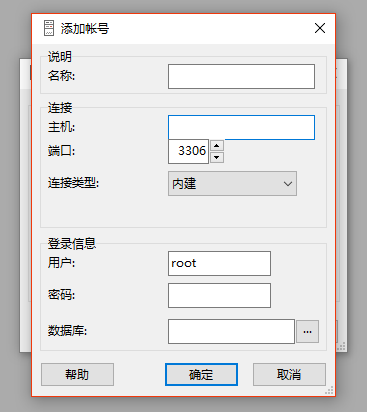 添加帐号
说明
名称:
连接
主机:
端口: 3306
连接类型: 内建
登录信息
用户: root
密码:
数据库: ...
帮助 确定 取消